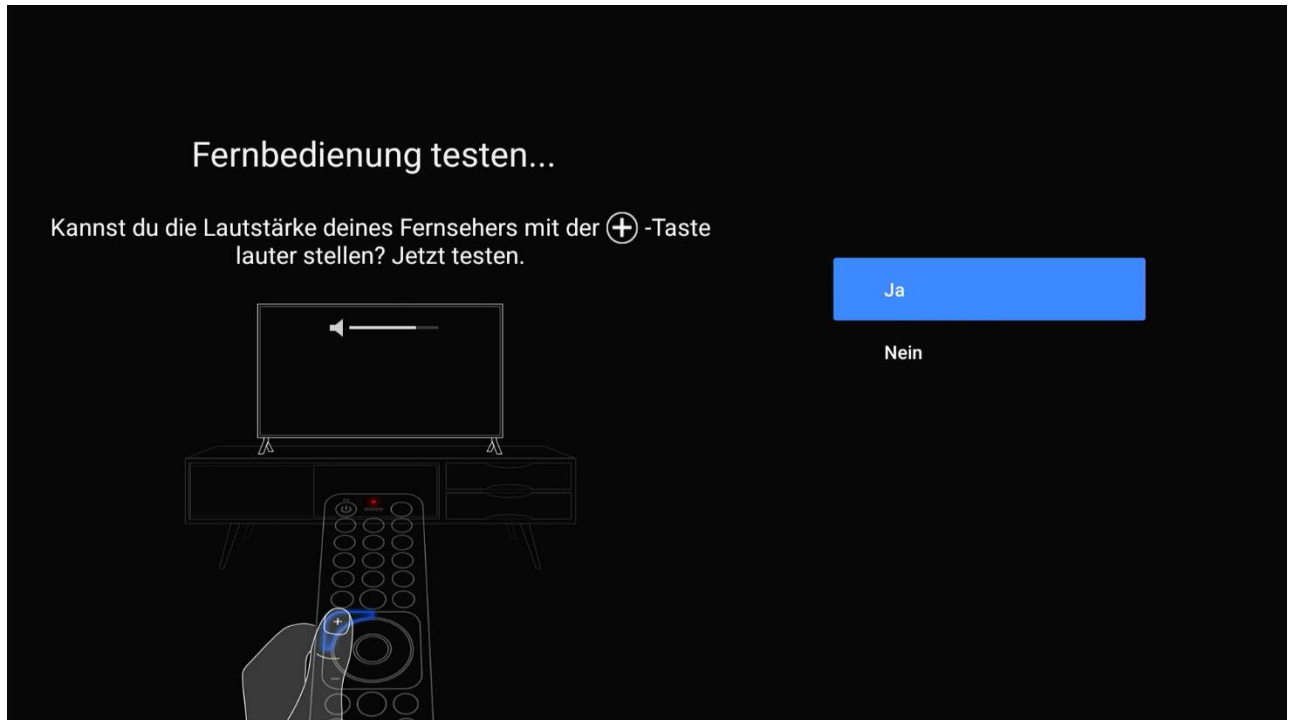 Fernbedienung testen...
Kannst du die Lautstärke deines Fernsehers mit der + -Taste
lauter stellen? Jetzt testen.
Ja
Nein
+
-